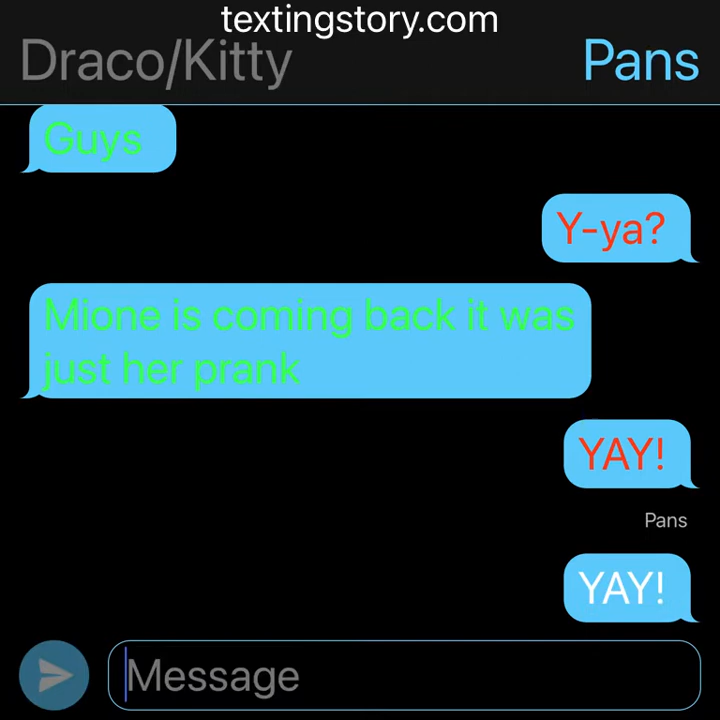 textingstory.com
Draco/Kitty
Pans
Guys
Y-ya?
Mione is coming back it was
just her prank
YAY!
Pans
YAY!
Message